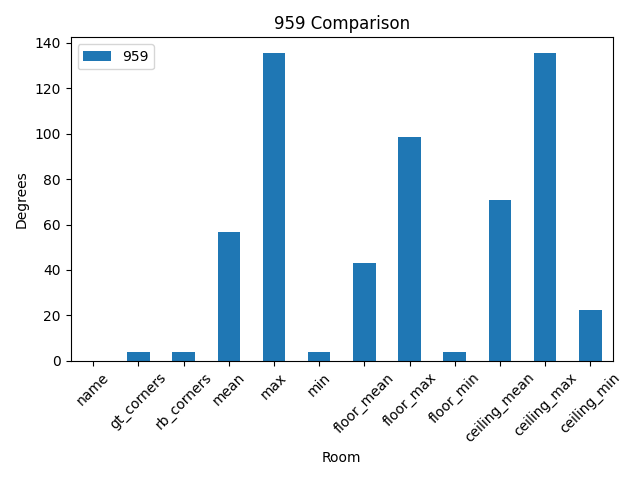 959 Comparison
959
Degrees
140
120
100
80
60
40
20
0
name
gt_corners
rb_corners
mean
max
min
floor_mean
floor_max
floor_min
ceiling_mean
ceiling_max
ceiling_min
Room